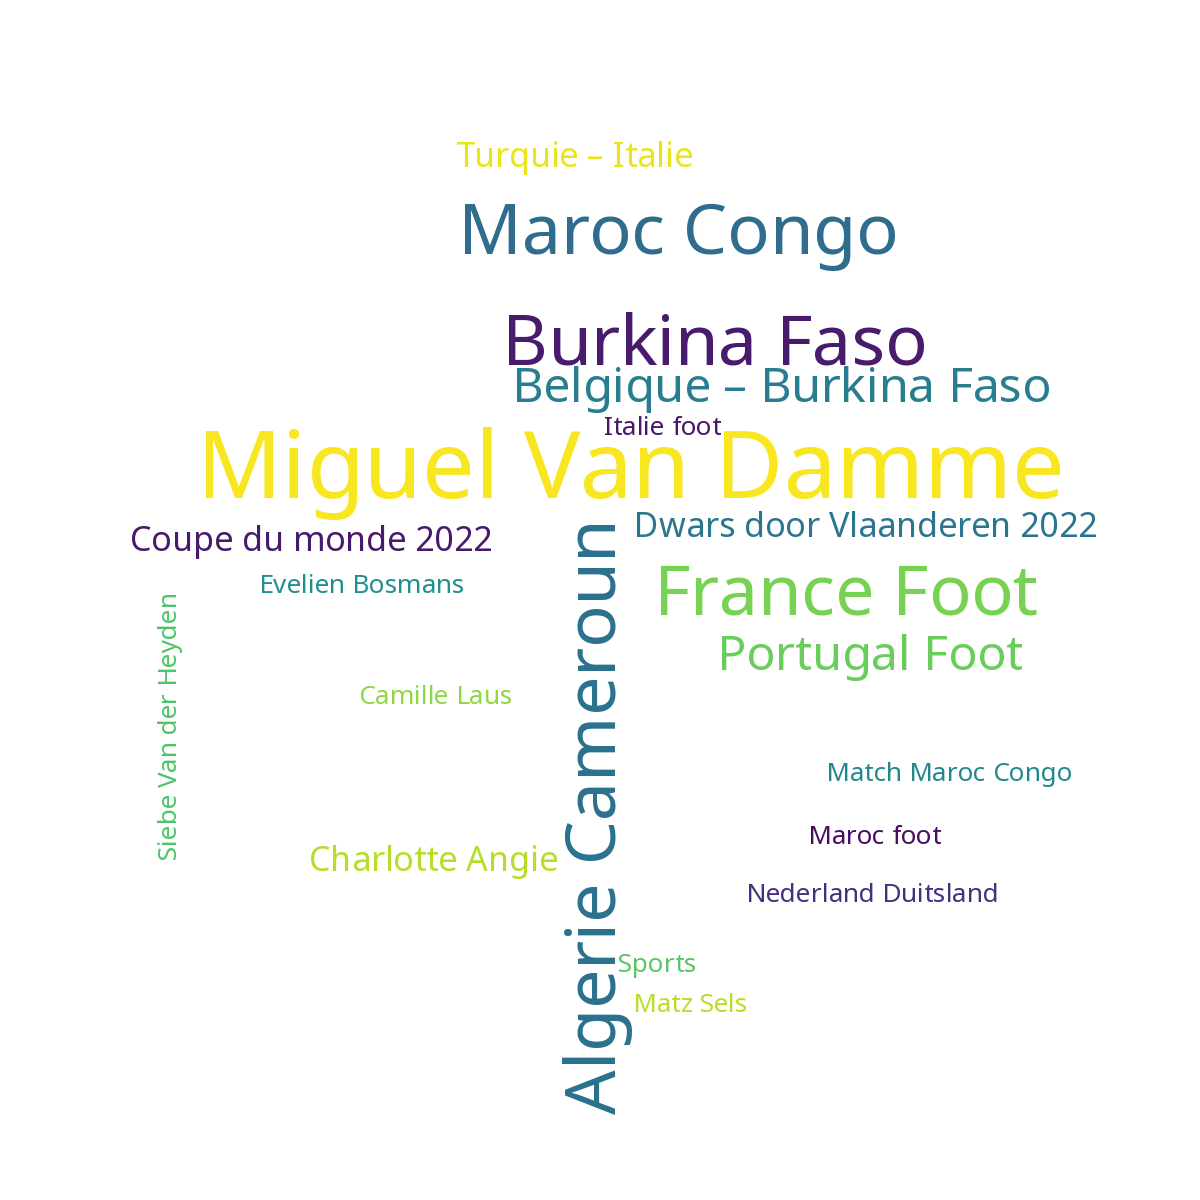 Turquie – Italie
Maroc Congo
Burkina Faso
Belgique – Burkina Faso
Italie foot
Miguel Van Damme
Coupe du monde 2022
Dwars door Vlaanderen 2022
Evelien Bosmans
France Foot
Portugal Foot
Siebe Van der Heyden
Camille Laus
Algerie Cameroun
Match Maroc Congo
Maroc foot
Charlotte Angie
Nederland Duitsland
Sports
Matz Sels